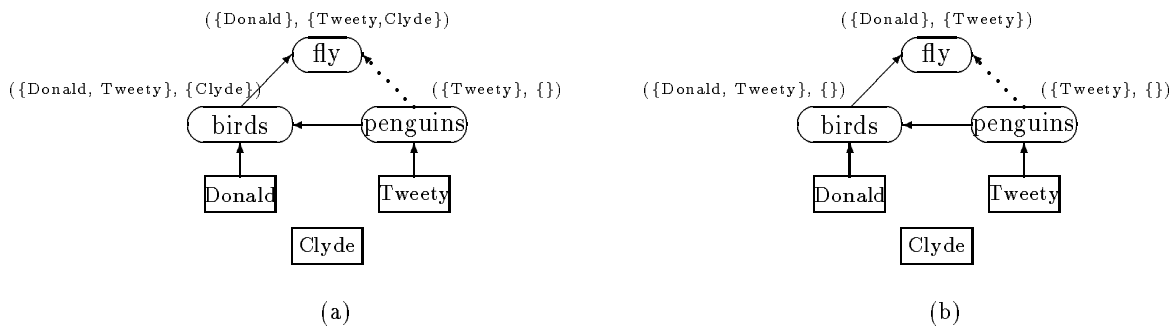 ({Donald}, {Tweety,Clyde})
fly
({Donald, Tweety}, {Clyde})
({Tweety}, {})
birds
penguins
Donald
Tweety
Clyde
(a)
({Donald}, {Tweety})
fly
({Donald, Tweety}, {})
({Tweety}, {})
birds
penguins
Donald
Tweety
Clyde
(b)